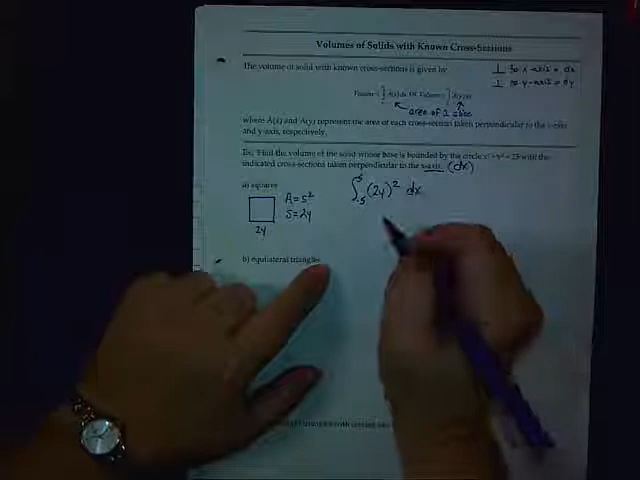 Volumes of Solids with Known Cross-Sections
⊥ to x-axis = dx
⊥ to y-axis = dy
The volume of solid with known cross-sections is given by
area of 1 slice
where A(x) and A(y) represent the area of each cross-section taken perpendicular to the x-axis
and y-axis, respectively.
Ex: Find the volume of the solid whose base is bounded by the circle x² + y² = 25 with the
indicated cross-sections taken perpendicular to the x-axis. (dx)
a) squares
A = s²
s = 2y
2y
∫₋₅⁵ (2y)² dx
b) equilateral triangles